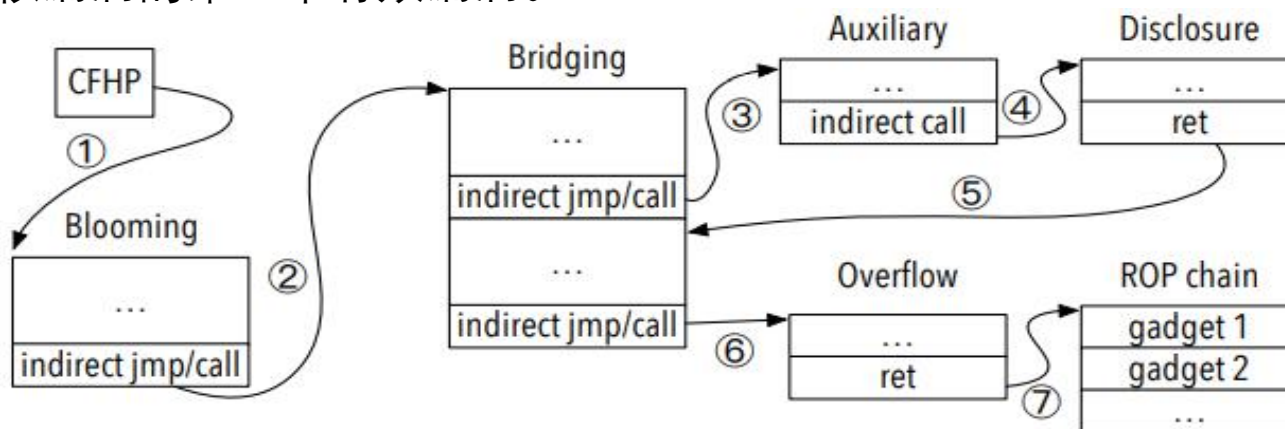 CFHP
①
Blooming
...
indirect jmp/call
②
Bridging
...
indirect jmp/call
...
indirect jmp/call
③
Auxiliary
...
indirect call
④
Disclosure
...
ret
⑤
⑥
Overflow
...
ret
⑦
ROP chain
gadget 1
gadget 2
...